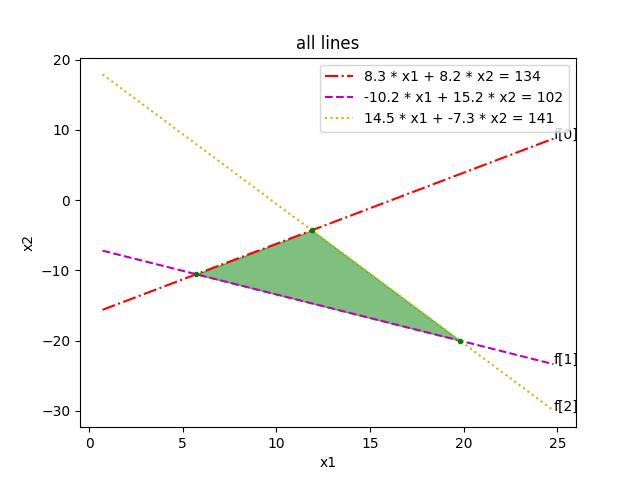 all lines
8.3 * x1 + 8.2 * x2 = 134
-10.2 * x1 + 15.2 * x2 = 102
14.5 * x1 + -7.3 * x2 = 141
f[0]
f[1]
f[2]
20
10
0
−10
−20
−30
x2
0 5 10 15 20 25
x1